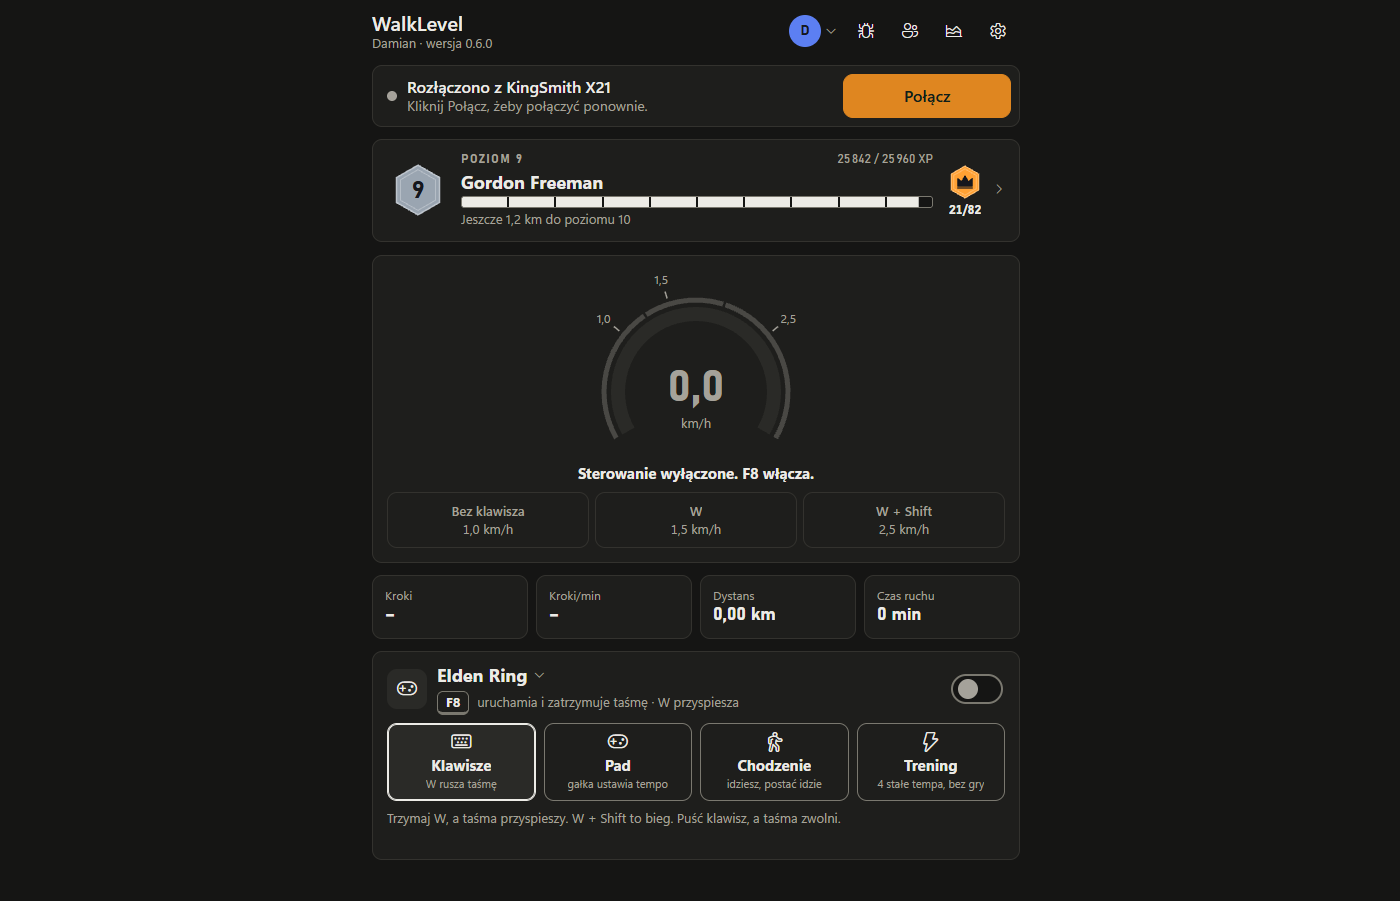 WalkLevel
Damian · wersja 0.6.0
D
Rozłączono z KingSmith X21
Kliknij Połącz, żeby połączyć ponownie.
Połącz
POZIOM 9
25 842 / 25 960 XP
9
Gordon Freeman
Jeszcze 1,2 km do poziomu 10
21/82
1,5
1,0
2,5
0,0
km/h
Sterowanie wyłączone. F8 włącza.
Bez klawisza
1,0 km/h
W
1,5 km/h
W + Shift
2,5 km/h
Kroki
–
Kroki/min
–
Dystans
0,00 km
Czas ruchu
0 min
Elden Ring
F8 uruchamia i zatrzymuje taśmę · W przyspiesza
Klawisze
W rusza taśmę
Pad
gałka ustawia tempo
Chodzenie
idziesz, postać idzie
Trening
4 stałe tempa, bez gry
Trzymaj W, a taśma przyspieszy. W + Shift to bieg. Puść klawisz, a taśma zwolni.